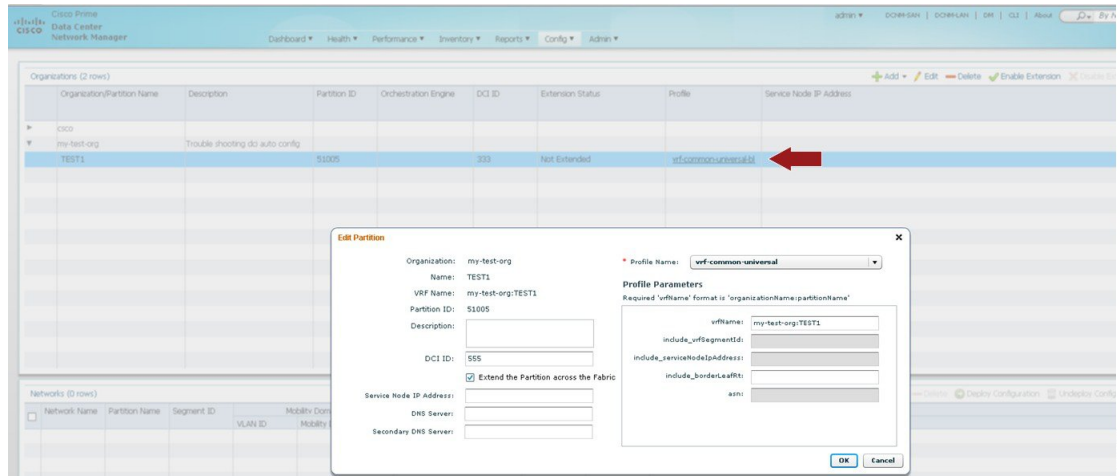 Cisco Prime
CISCO Data Center
Network Manager
admin ▾ DCNM-SAN | DCNM-LAN | DFI | CLI | About
Dashboard ▾ Health ▾ Performance ▾ Inventory ▾ Reports ▾ Config ▾ Admin ▾
Organizations (2 rows)
Add ▾ Edit Delete Enable Extension
Organization/Partition Name Description Partition ID Orchestration Engine DCI ID Extension Status Profile Service Node IP Address
cisco
my-test-org Trouble shooting dci auto config
TEST1 51005 333 Not Extended vrf-common-universal-bl
Edit Partition
Organization: my-test-org
Name: TEST1
VRF Name: my-test-org:TEST1
Partition ID: 51005
Description:
DCI ID: 555
Extend the Partition across the Fabric
Service Node IP Address:
DNS Server:
Secondary DNS Server:
* Profile Name: vrf-common-universal
Profile Parameters
Required 'vrfName' format is 'organizationName:partitionName'
vrfName: my-test-org:TEST1
include_vrfSegmentId:
include_serviceNodeIpAddress:
include_borderLeafRt:
asn:
OK Cancel
Networks (0 rows)
Delete Deploy Configuration Undeploy Config
Network Name Partition Name Segment ID Mobility Dom
VLAN ID Mobility